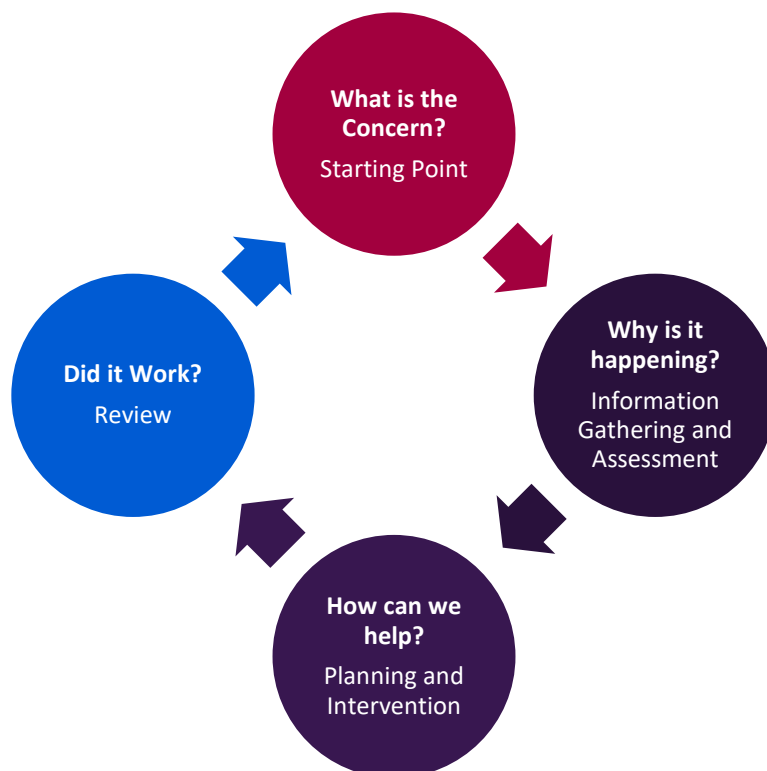 What is the
Concern?
Starting Point
Why is it
happening?
Information
Gathering and
Assessment
How can we
help?
Planning and
Intervention
Did it Work?
Review